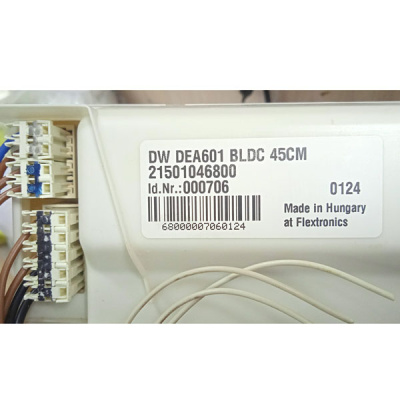 DW DEA601 BLDC 45CM
21501046800
Id.Nr.:000706 0124
Made in Hungary
at Flextronics
68000007060124